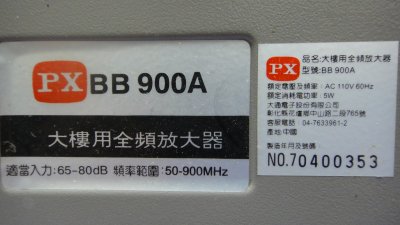 PX BB 900A
大樓用全頻放大器
適當入力:65-80dB 頻率範圍:50-900MHz
PX
品名:大樓用全頻放大器
型號:BB 900A
額定電壓及頻率: AC 110V 60Hz
額定消耗電功率: 5W
大通電子股份有限公司
彰化縣花壇鄉中山路二段765號
客服電話: 04-7633961-2
產地:中國
製造年月及號碼
NO.70400353